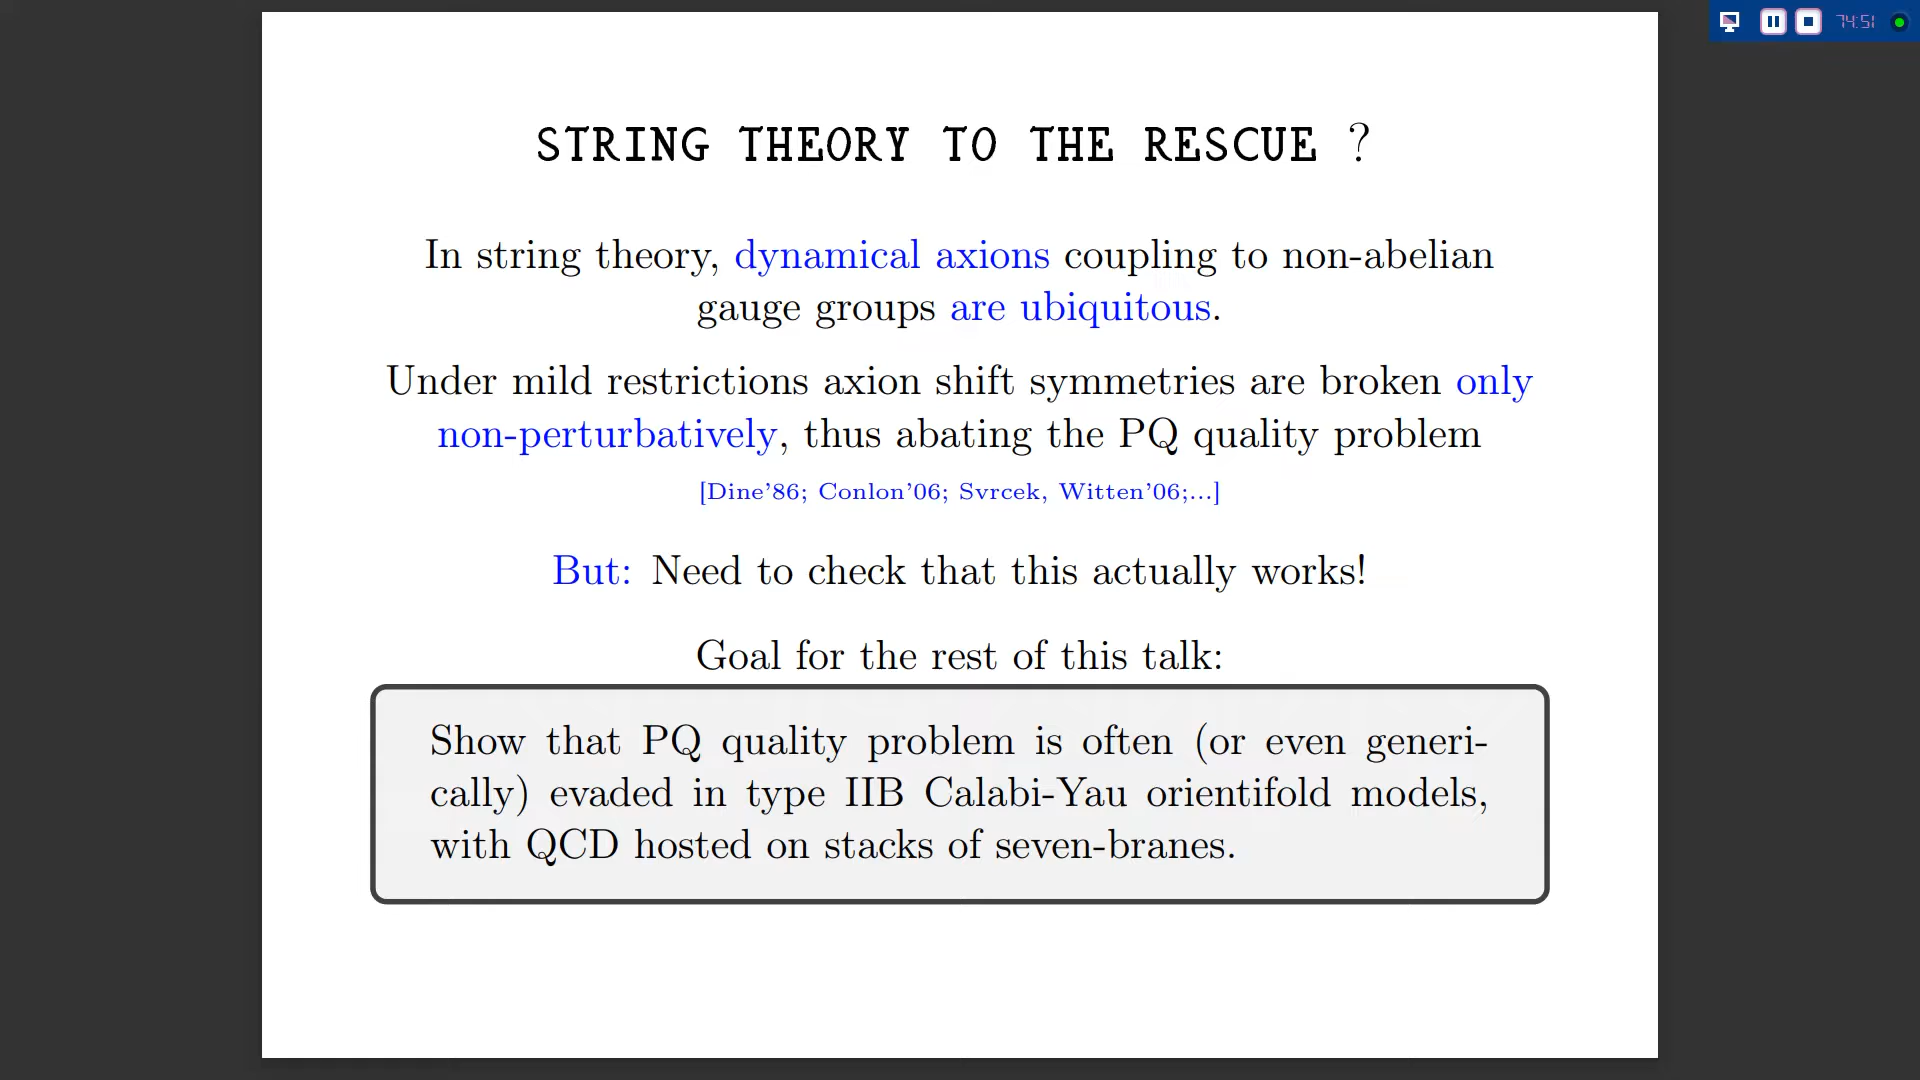 74:51
STRING THEORY TO THE RESCUE ?
In string theory, dynamical axions coupling to non-abelian
gauge groups are ubiquitous.
Under mild restrictions axion shift symmetries are broken only
non-perturbatively, thus abating the PQ quality problem
[Dine'86; Conlon'06; Svrcek, Witten'06;...]
But: Need to check that this actually works!
Goal for the rest of this talk:
Show that PQ quality problem is often (or even generi-
cally) evaded in type IIB Calabi-Yau orientifold models,
with QCD hosted on stacks of seven-branes.